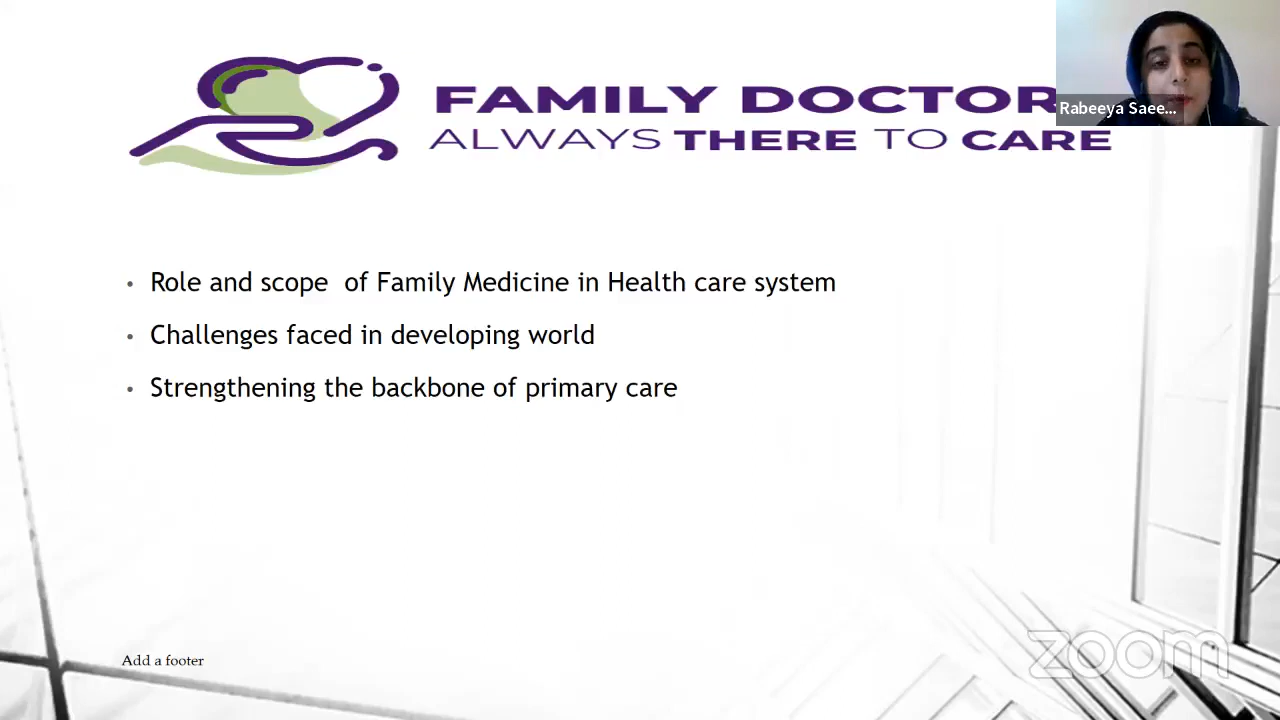 FAMILY DOCTOR
ALWAYS THERE TO CARE
Rabeeya Saee...
• Role and scope of Family Medicine in Health care system
• Challenges faced in developing world
• Strengthening the backbone of primary care
Add a footer
zoom